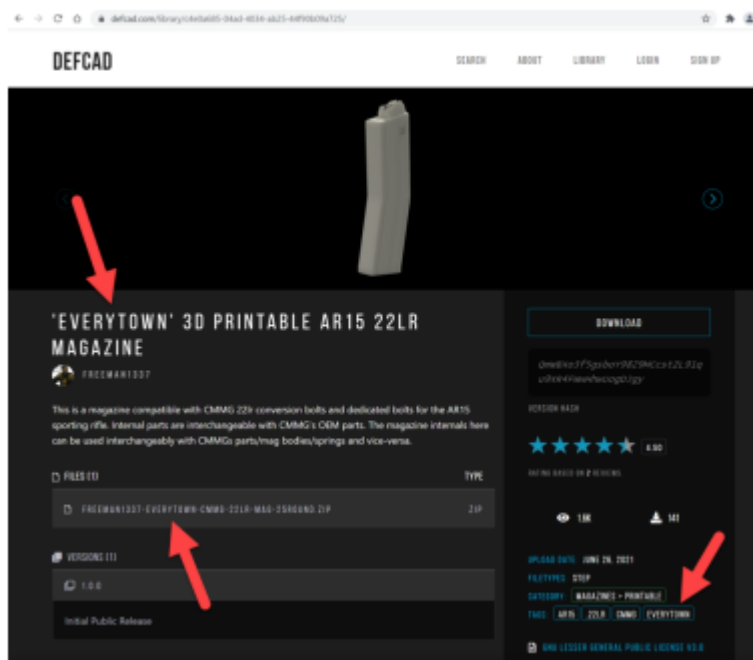 defcad.com/library/
DEFCAD
SEARCH ABOUT LIBRARY LOGIN SIGN UP
'EVERYTOWN' 3D PRINTABLE AR15 22LR
MAGAZINE
FREEMAN1337
This is a magazine compatible with CMMG 22lr conversion bolts and dedicated bolts for the AR15
sporting rifle. Internal parts are interchangeable with CMMG's OEM parts. The magazine internals here
can be used interchangeably with CMMGs parts/mag bodies/springs and vice-versa.
FILES (1) TYPE
FREEMAN1337-EVERYTOWN-CMMG-22LR-MAG-25ROUND.ZIP ZIP
VERSIONS (1)
1.0.0
Initial Public Release
DOWNLOAD
VERSION HASH
RATING BASED ON 2 REVIEWS
141
UPLOAD DATE JUNE 26, 2021
FILETYPES STEP
CATEGORY MAGAZINES - PRINTABLE
TAGS AR15 22LR CMMG EVERYTOWN
GNU LESSER GENERAL PUBLIC LICENSE V3.0